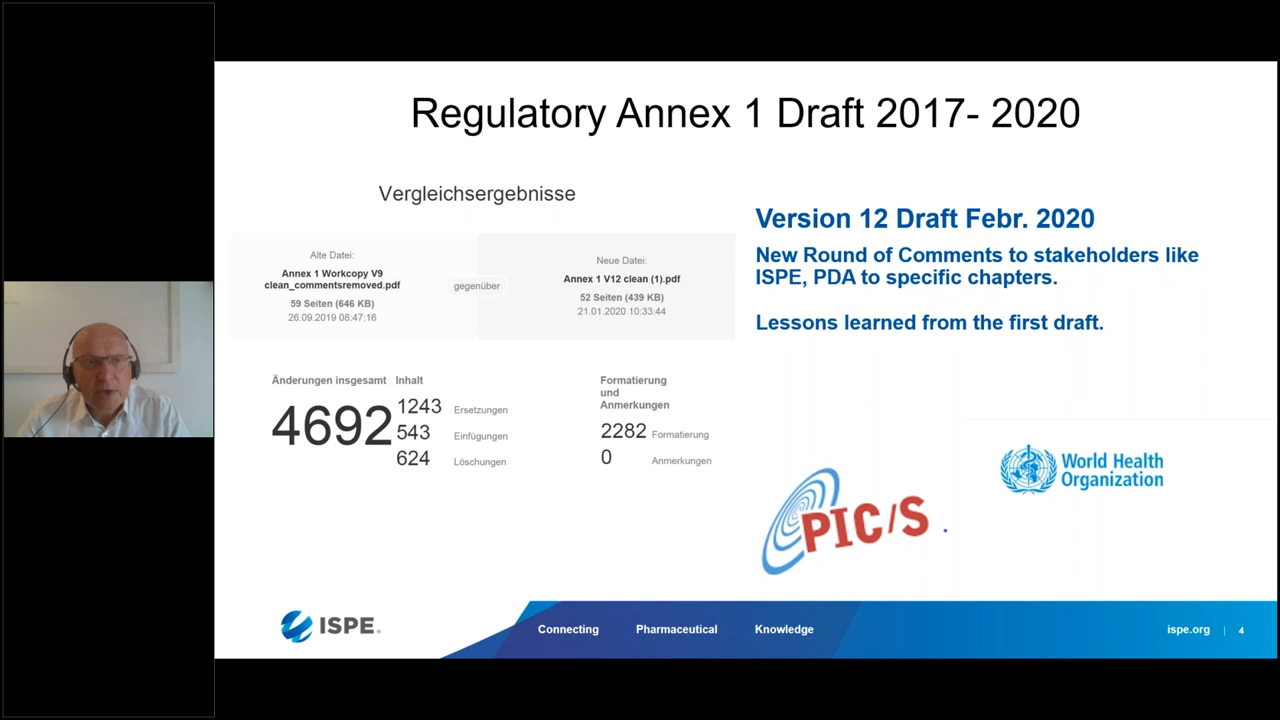 Regulatory Annex 1 Draft 2017- 2020
Vergleichsergebnisse
Alte Datei:
Annex 1 Workcopy V9
clean_commentsremoved.pdf
59 Seiten (646 KB)
26.09.2019 08:47:16
gegenüber
Neue Datei:
Annex 1 V12 clean (1).pdf
52 Seiten (439 KB)
21.01.2020 10:33:44
Änderungen insgesamt
4692
Inhalt
1243 Ersetzungen
543 Einfügungen
624 Löschungen
Formatierung
und
Anmerkungen
2282 Formatierung
0 Anmerkungen
Version 12 Draft Febr. 2020
New Round of Comments to stakeholders like
ISPE, PDA to specific chapters.
Lessons learned from the first draft.
PIC/S
World Health
Organization
ISPE®
Connecting Pharmaceutical Knowledge
ispe.org | 4